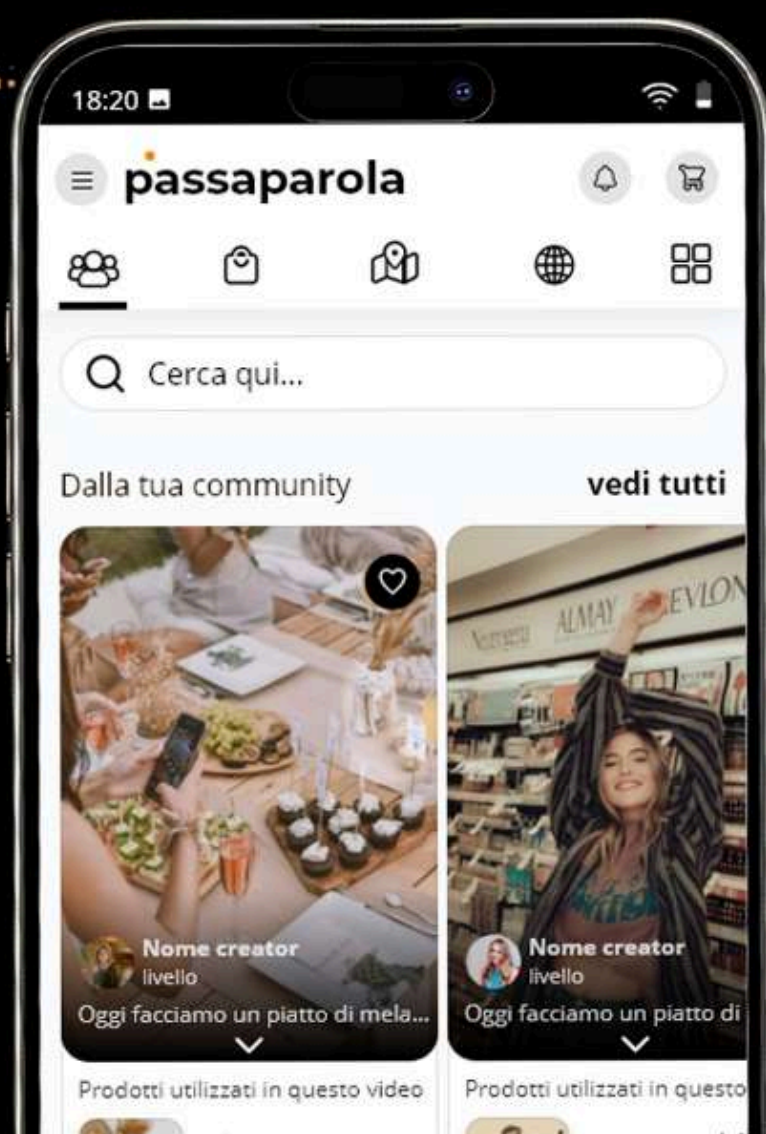 18:20
passaparola
Cerca qui...
Dalla tua community
vedi tutti
Neutrogena ALMAY REVLON
Nome creator
livello
Oggi facciamo un piatto di mela...
Nome creator
livello
Oggi facciamo un piatto di
Prodotti utilizzati in questo video
Prodotti utilizzati in questo